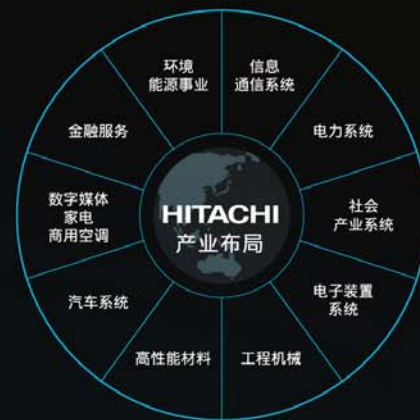 HITACHI
产业布局
信息
通信系统
电力系统
社会
产业系统
电子装置
系统
工程机械
高性能材料
汽车系统
数字媒体
家电
商用空调
金融服务
环境
能源事业